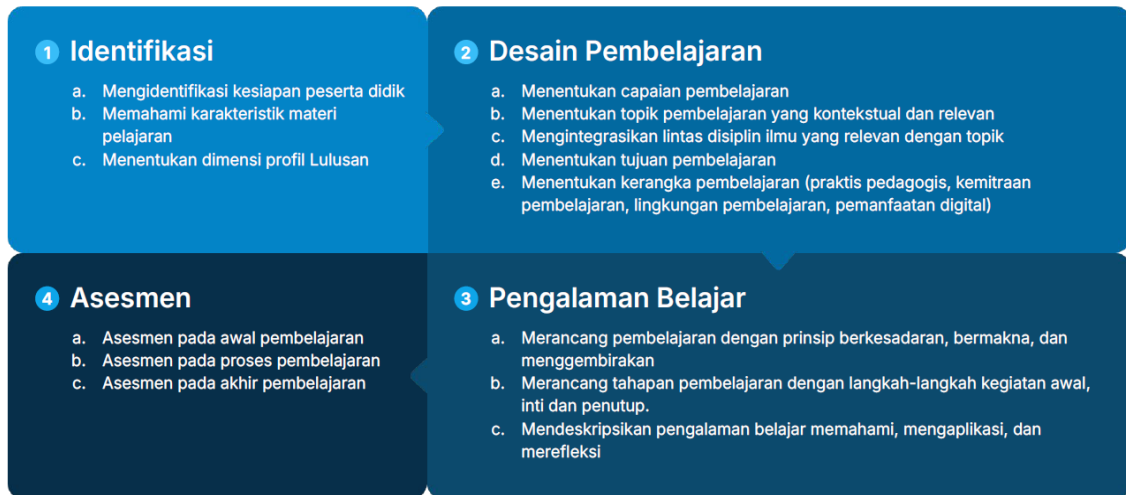 1 Identifikasi
a. Mengidentifikasi kesiapan peserta didik
b. Memahami karakteristik materi
pelajaran
c. Menentukan dimensi profil Lulusan
2 Desain Pembelajaran
a. Menentukan capaian pembelajaran
b. Menentukan topik pembelajaran yang kontekstual dan relevan
c. Mengintegrasikan lintas disiplin ilmu yang relevan dengan topik
d. Menentukan tujuan pembelajaran
e. Menentukan kerangka pembelajaran (praktis pedagogis, kemitraan
pembelajaran, lingkungan pembelajaran, pemanfaatan digital)
3 Pengalaman Belajar
a. Merancang pembelajaran dengan prinsip berkesadaran, bermakna, dan
menggembirakan
b. Merancang tahapan pembelajaran dengan langkah-langkah kegiatan awal,
inti dan penutup.
c. Mendeskripsikan pengalaman belajar memahami, mengaplikasi, dan
merefleksi
4 Asesmen
a. Asesmen pada awal pembelajaran
b. Asesmen pada proses pembelajaran
c. Asesmen pada akhir pembelajaran